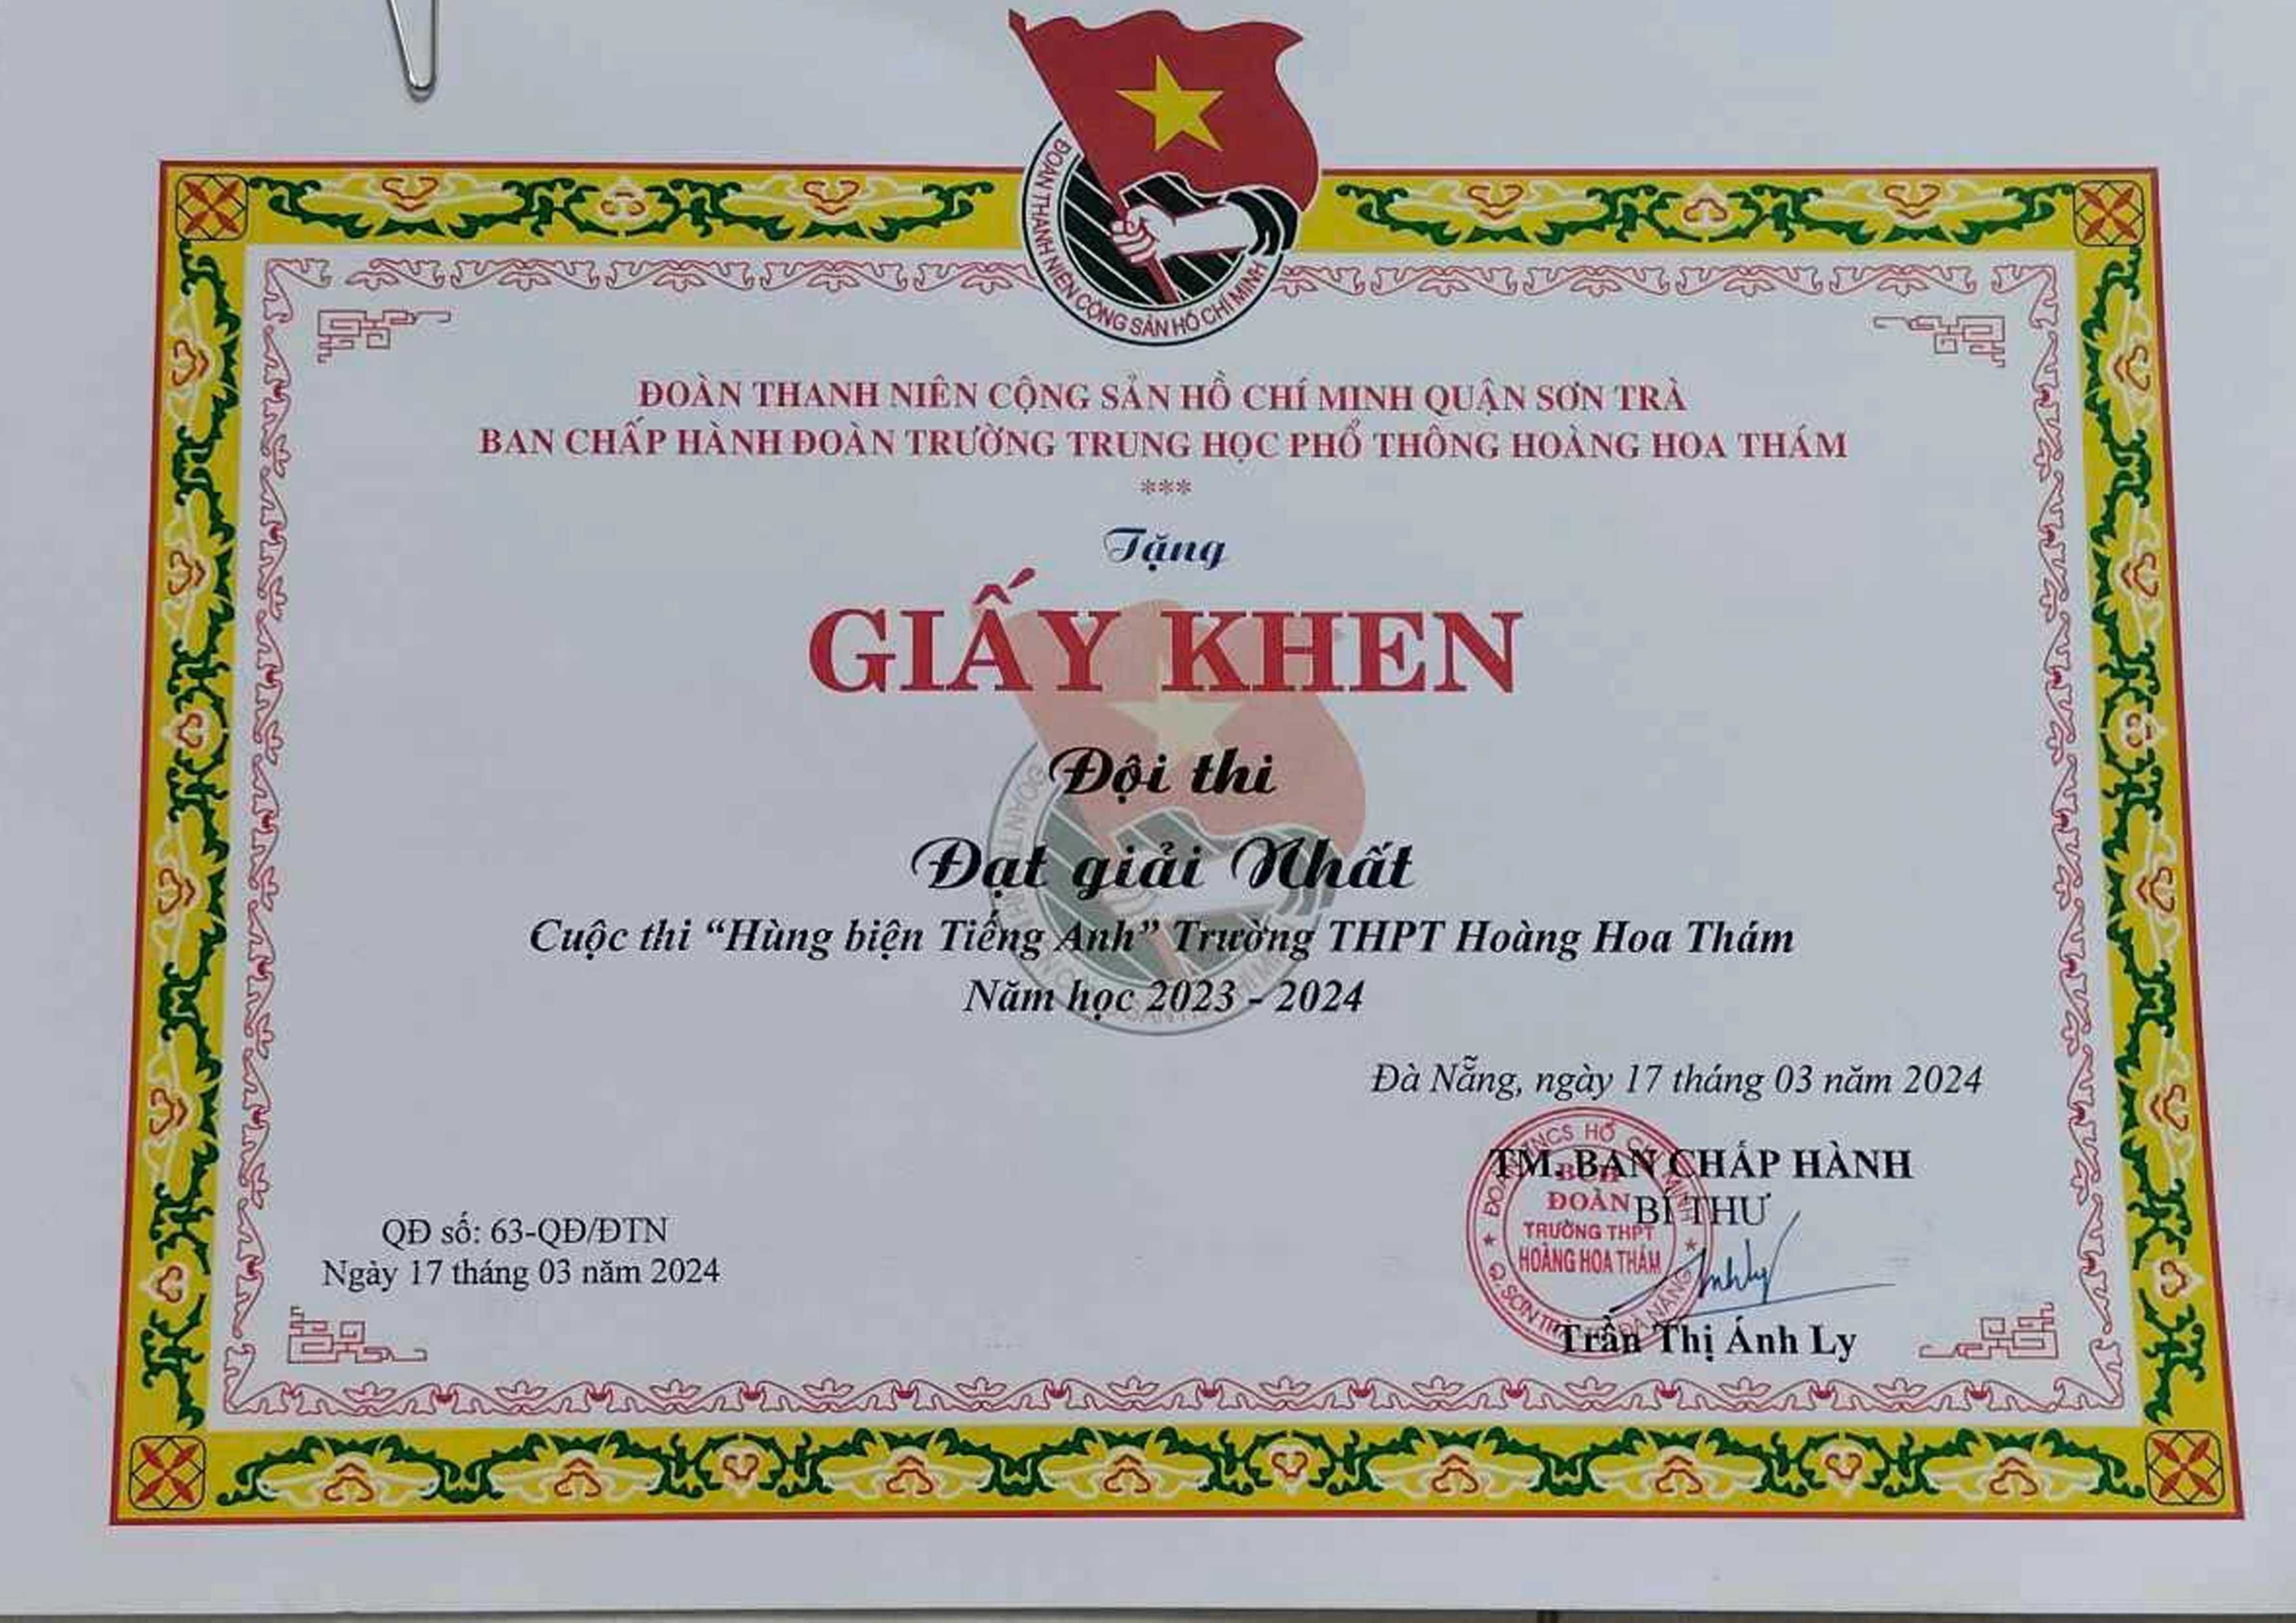 ĐOÀN THANH NIÊN CỘNG SẢN HỒ CHÍ MINH
ĐOÀN THANH NIÊN CỘNG SẢN HỒ CHÍ MINH QUẬN SƠN TRÀ
BAN CHẤP HÀNH ĐOÀN TRƯỜNG TRUNG HỌC PHỔ THÔNG HOÀNG HOA THÁM
***
Tặng
GIẤY KHEN
Đội thi
Đạt giải Nhất
Cuộc thi “Hùng biện Tiếng Anh” Trường THPT Hoàng Hoa Thám
Năm học 2023 - 2024
Đà Nẵng, ngày 17 tháng 03 năm 2024
TM. BAN CHẤP HÀNH
BÍ THƯ
ĐOÀN TNCS HỒ CHÍ MINH
BCH
ĐOÀN
TRƯỜNG THPT
HOÀNG HOA THÁM
Trần Thị Ánh Ly
QĐ số: 63-QĐ/ĐTN
Ngày 17 tháng 03 năm 2024